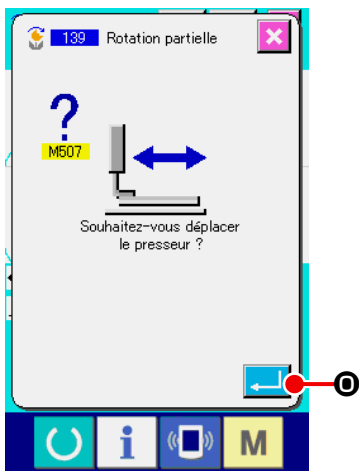 139 Rotation partielle
?
M507
Souhaitez-vous déplacer
le presseur ?
O
i
M